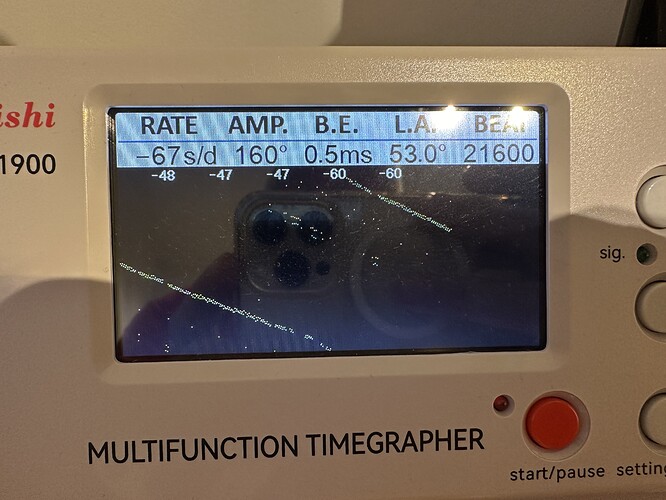 ishi
1900
RATE AMP. B.E. L.A. BEAT
-67s/d 160° 0.5ms 53.0° 21600
-48 -47 -47 -60 -60
sig.
MULTIFUNCTION TIMEGRAPHER
start/pause setting